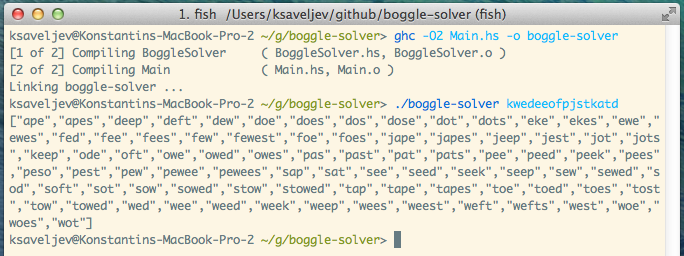 1. fish /Users/ksaveljev/github/boggle-solver (fish)
ksaveljev@Konstantins-MacBook-Pro-2 ~/g/boggle-solver> ghc -O2 Main.hs -o boggle-solver
[1 of 2] Compiling BoggleSolver     ( BoggleSolver.hs, BoggleSolver.o )
[2 of 2] Compiling Main             ( Main.hs, Main.o )
Linking boggle-solver ...
ksaveljev@Konstantins-MacBook-Pro-2 ~/g/boggle-solver> ./boggle-solver kwedeeofpjstkatd
["ape","apes","deep","deft","dew","doe","does","dos","dose","dot","dots","eke","ekes","ewe","
ewes","fed","fee","fees","few","fewest","foe","foes","jape","japes","jeep","jest","jot","jots
","keep","ode","oft","owe","owed","owes","pas","past","pat","pats","pee","peed","peek","pees"
,"peso","pest","pew","pewee","pewees","sap","sat","see","seed","seek","seep","sew","sewed","s
od","soft","sot","sow","sowed","stow","stowed","tap","tape","tapes","toe","toed","toes","tost
","tow","towed","wed","wee","weed","week","weep","wees","weest","weft","wefts","west","woe","
woes","wot"]
ksaveljev@Konstantins-MacBook-Pro-2 ~/g/boggle-solver>